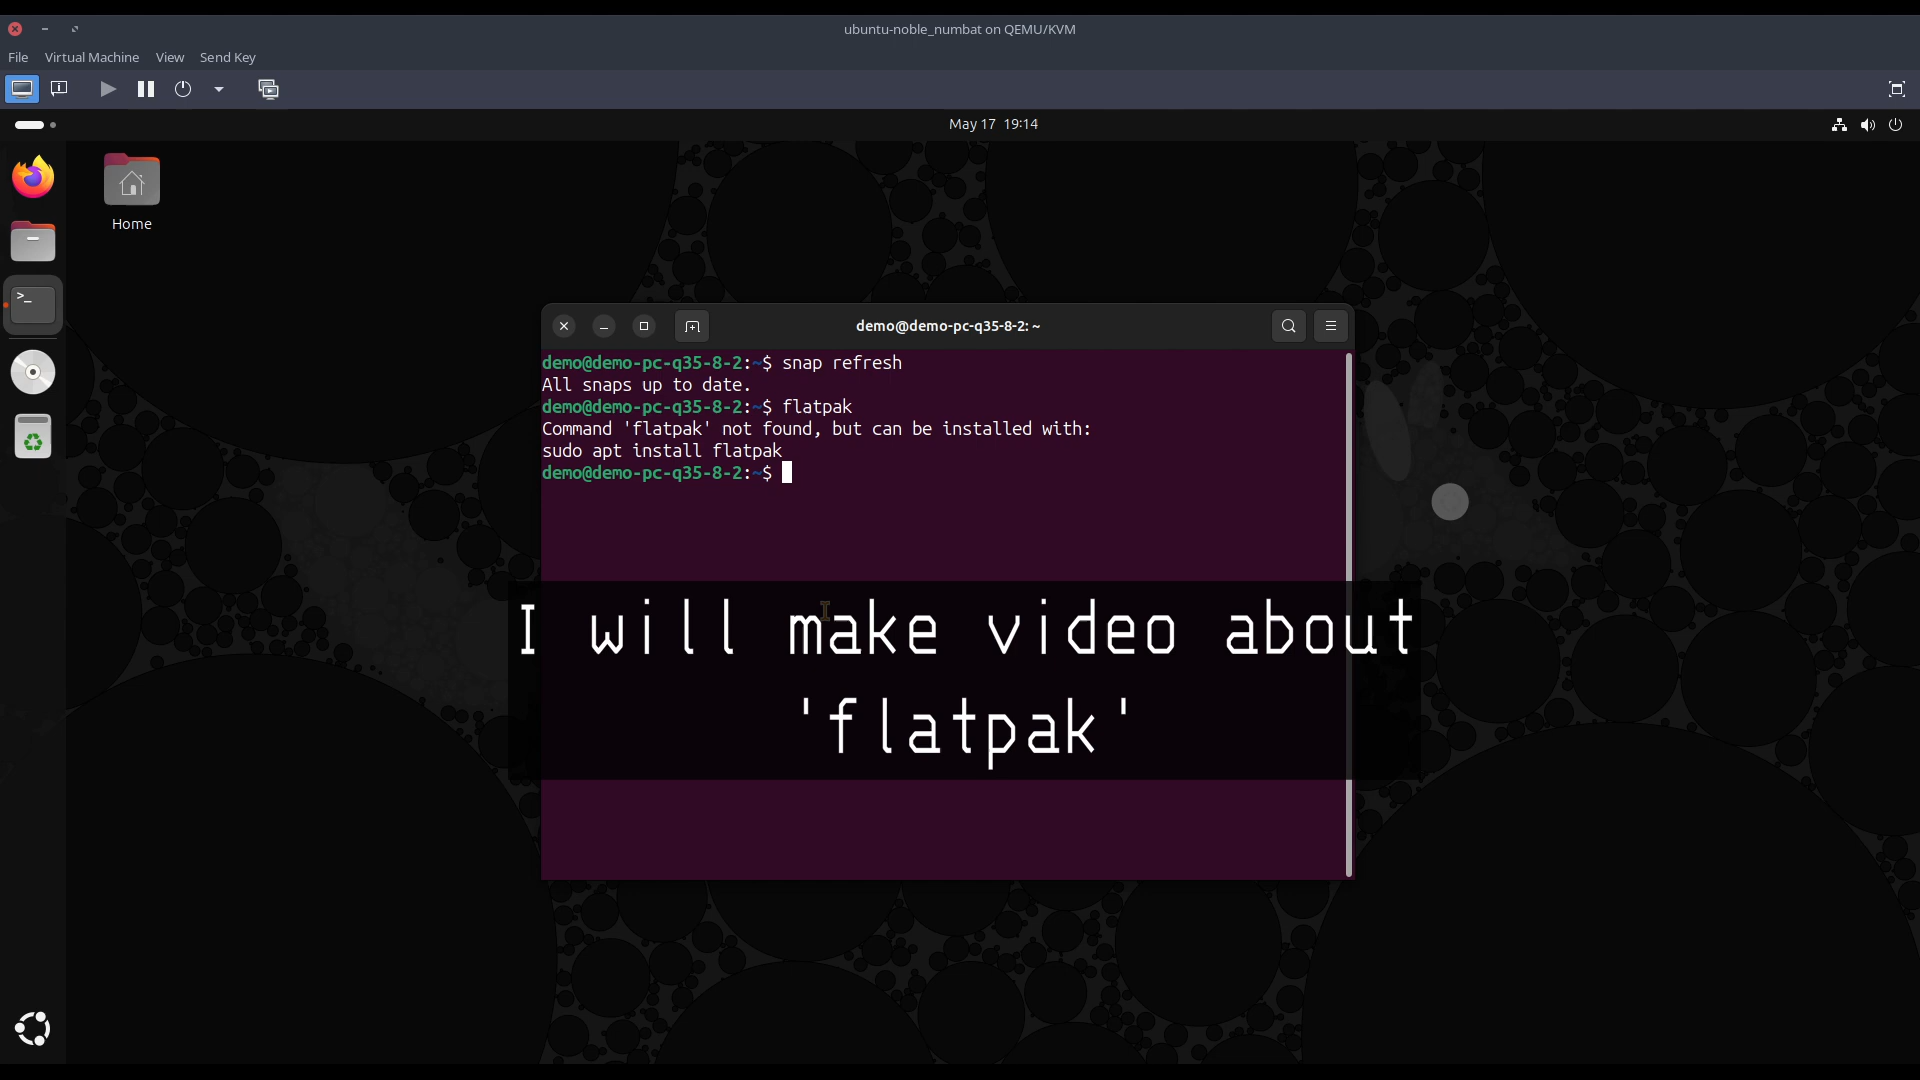 ubuntu-noble_numbat on QEMU/KVM
File Virtual Machine View Send Key
May 17 19:14
Home
demo@demo-pc-q35-8-2: ~
demo@demo-pc-q35-8-2:~$ snap refresh
All snaps up to date.
demo@demo-pc-q35-8-2:~$ flatpak
Command 'flatpak' not found, but can be installed with:
sudo apt install flatpak
demo@demo-pc-q35-8-2:~$
I will make video about
'flatpak'